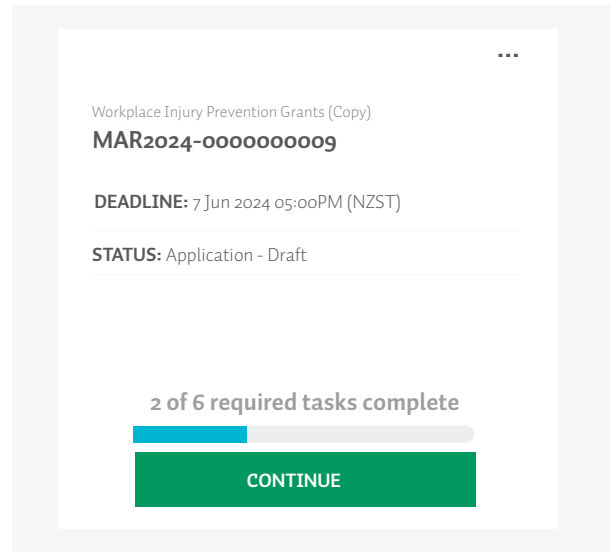 ...
Workplace Injury Prevention Grants (Copy)
MAR2024-0000000009
DEADLINE: 7 Jun 2024 05:00PM (NZST)
STATUS: Application - Draft
2 of 6 required tasks complete
CONTINUE